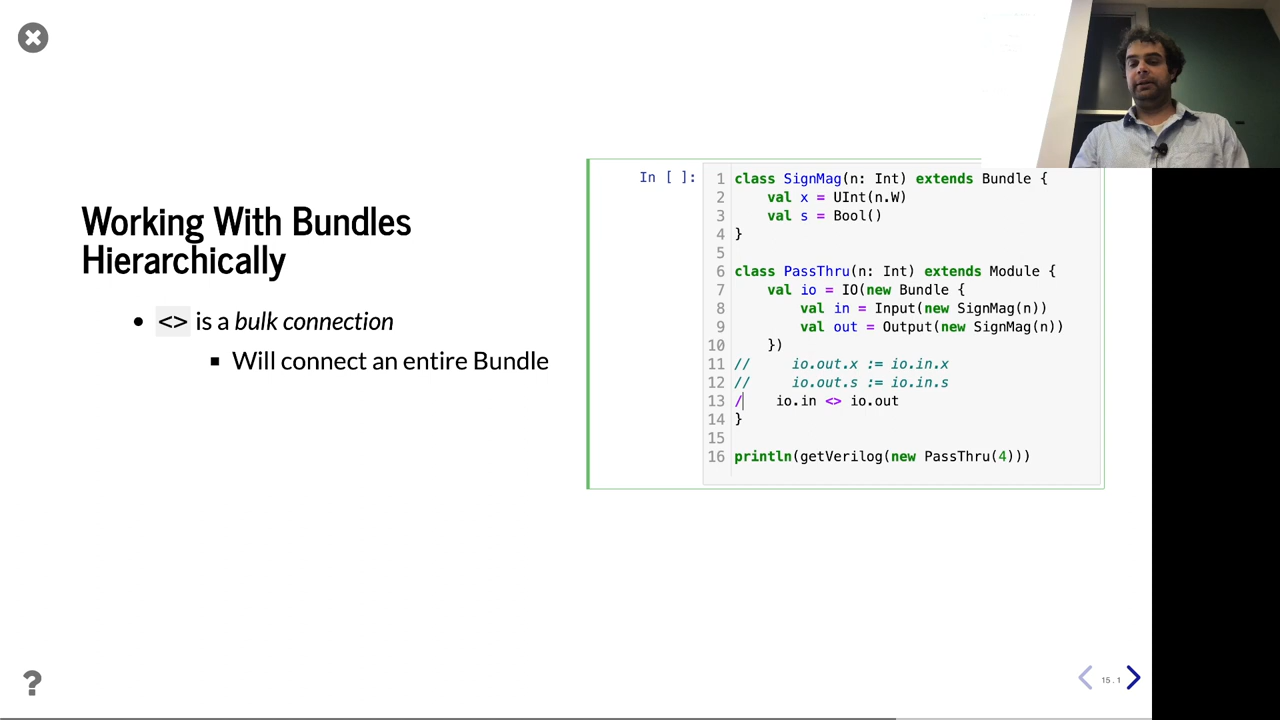 Working With Bundles
Hierarchically
<> is a bulk connection
Will connect an entire Bundle
In [ ]:
1 class SignMag(n: Int) extends Bundle {
2     val x = UInt(n.W)
3     val s = Bool()
4 }
5
6 class PassThru(n: Int) extends Module {
7     val io = IO(new Bundle {
8         val in = Input(new SignMag(n))
9         val out = Output(new SignMag(n))
10     })
11 //     io.out.x := io.in.x
12 //     io.out.s := io.in.s
13 /    io.in <> io.out
14 }
15
16 println(getVerilog(new PassThru(4)))
?
15.1